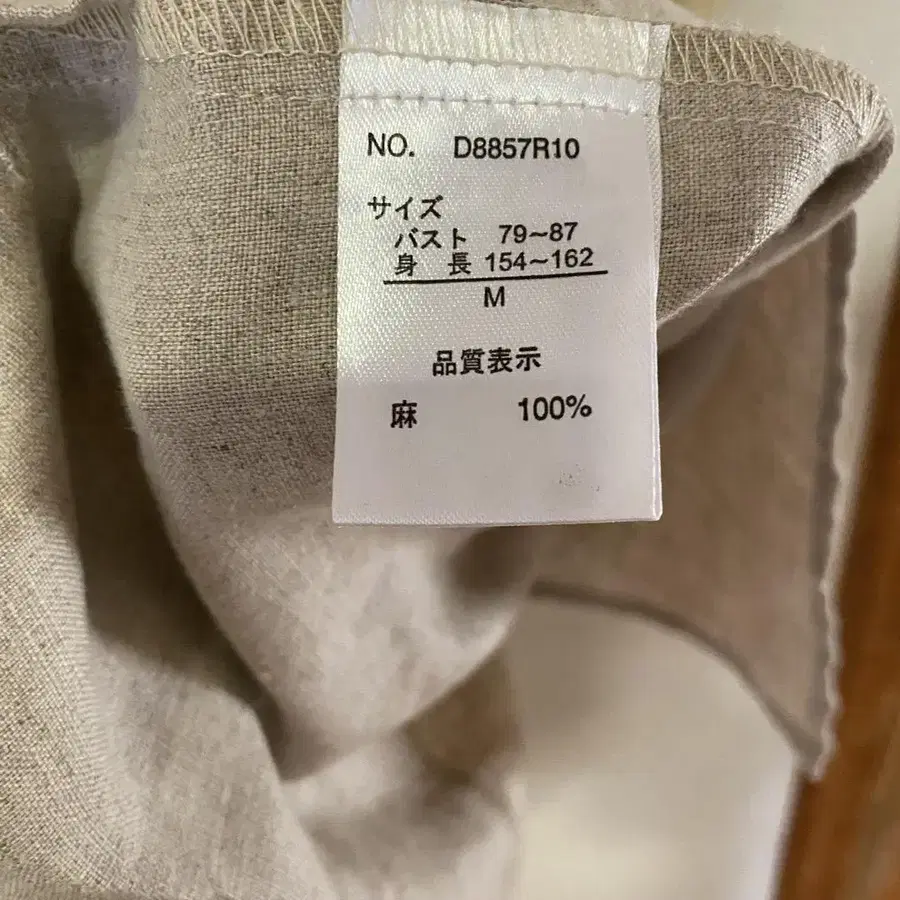 NO. D8857R10
サイズ
バスト 79~87
身長 154~162
M
品質表示
麻 100%